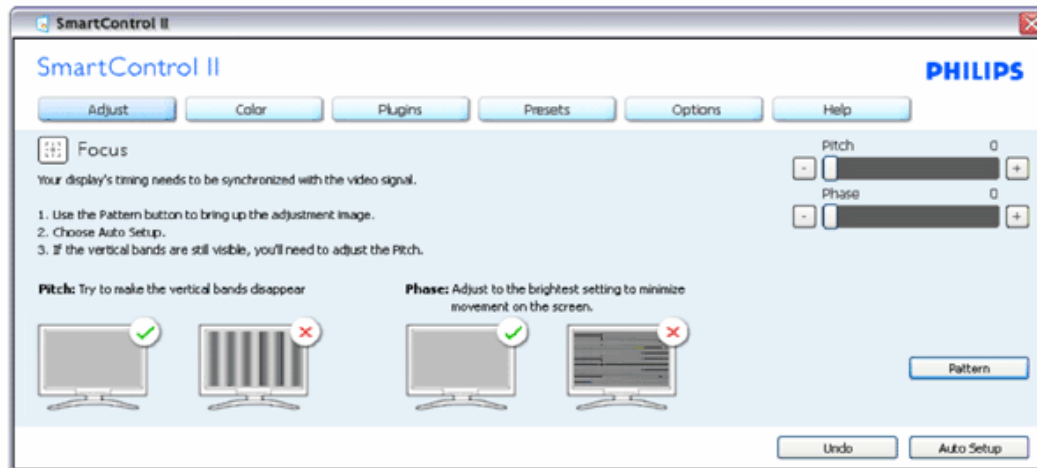 SmartControl II
SmartControl II
PHILIPS
Adjust Color Plugins Presets Options Help
Focus
Your display's timing needs to be synchronized with the video signal.
1. Use the Pattern button to bring up the adjustment image.
2. Choose Auto Setup.
3. If the vertical bands are still visible, you'll need to adjust the Pitch.
Pitch 0
- +
Phase 0
- +
Pitch: Try to make the vertical bands disappear
Phase: Adjust to the brightest setting to minimize
movement on the screen.
Pattern
Undo Auto Setup